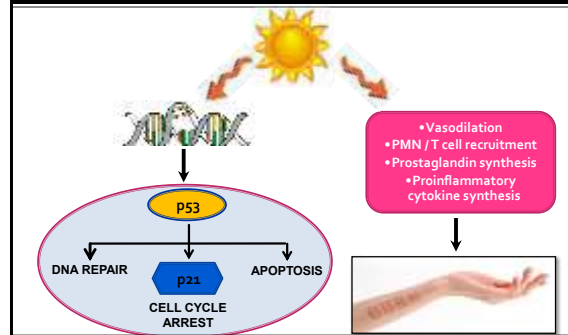 •Vasodilation
•PMN / T cell recruitment
•Prostaglandin synthesis
•Proinflammatory
cytokine synthesis
p53
DNA REPAIR
p21
APOPTOSIS
CELL CYCLE
ARREST